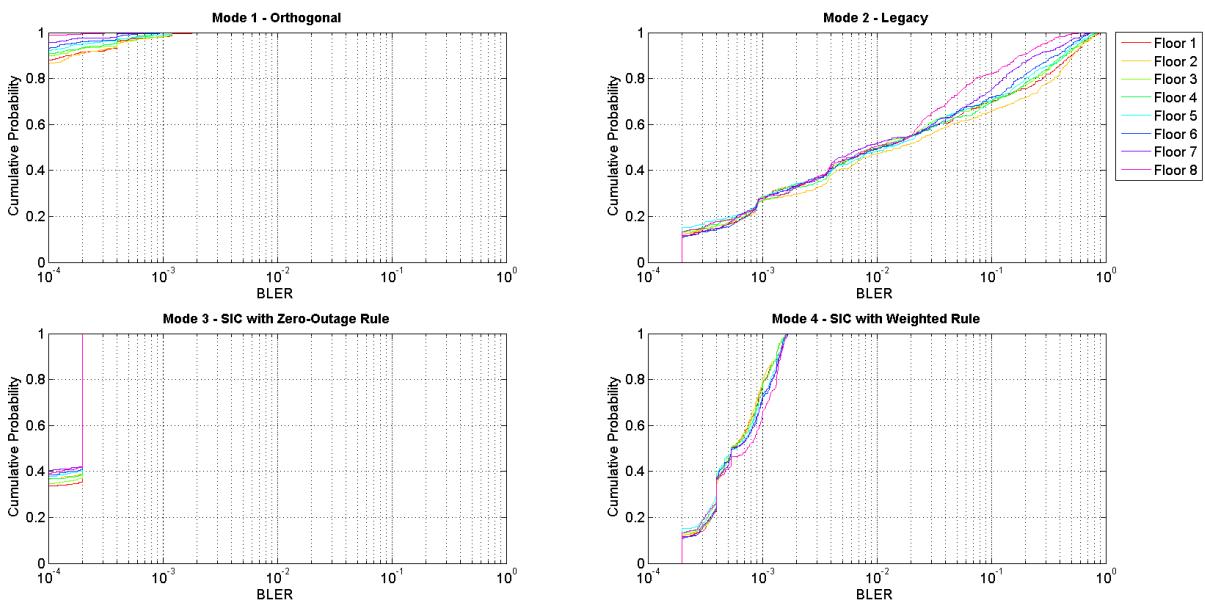 Mode 1 - Orthogonal
Cumulative Probability
1
0.8
0.6
0.4
0.2
0
10^-4
10^-3
10^-2
10^-1
10^0
BLER
Mode 2 - Legacy
Cumulative Probability
1
0.8
0.6
0.4
0.2
0
10^-4
10^-3
10^-2
10^-1
10^0
BLER
Floor 1
Floor 2
Floor 3
Floor 4
Floor 5
Floor 6
Floor 7
Floor 8
Mode 3 - SIC with Zero-Outage Rule
Cumulative Probability
1
0.8
0.6
0.4
0.2
0
10^-4
10^-3
10^-2
10^-1
10^0
BLER
Mode 4 - SIC with Weighted Rule
Cumulative Probability
1
0.8
0.6
0.4
0.2
0
10^-4
10^-3
10^-2
10^-1
10^0
BLER